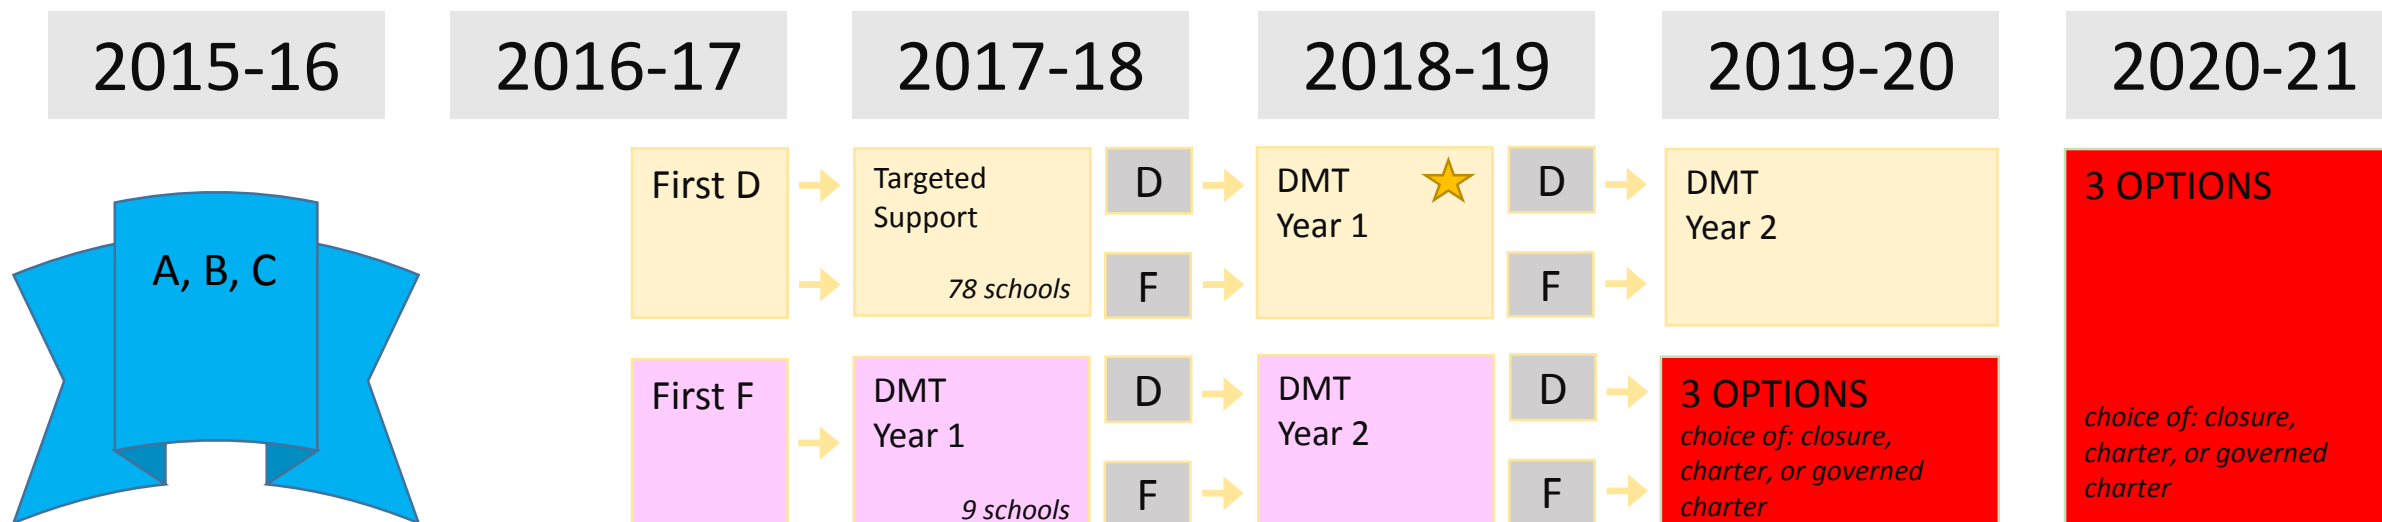 2015-16
2016-17
2017-18
2018-19
2019-20
2020-21
A, B, C
First D
Targeted
Support
78 schools
D
F
DMT
Year 1
D
F
DMT
Year 2
3 OPTIONS
choice of: closure,
charter, or governed
charter
First F
DMT
Year 1
9 schools
D
F
DMT
Year 2
D
F
3 OPTIONS
choice of: closure,
charter, or governed
charter